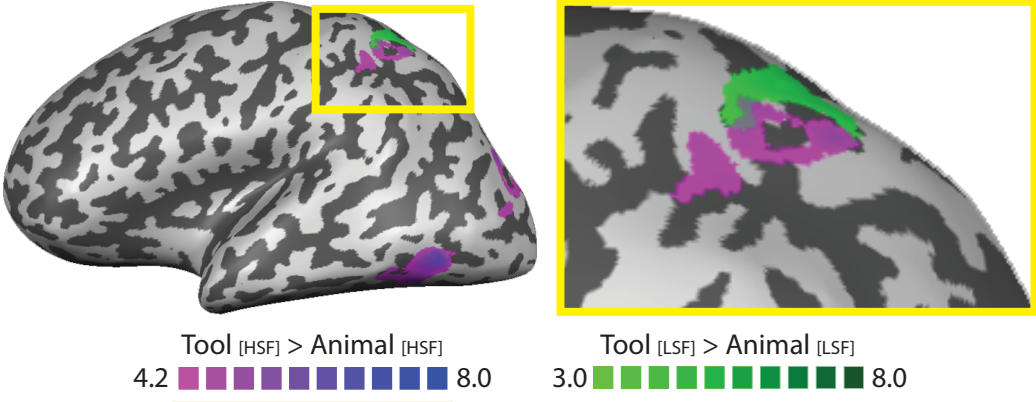 Tool [HSF] > Animal [HSF]
4.2 8.0
Tool [LSF] > Animal [LSF]
3.0 8.0